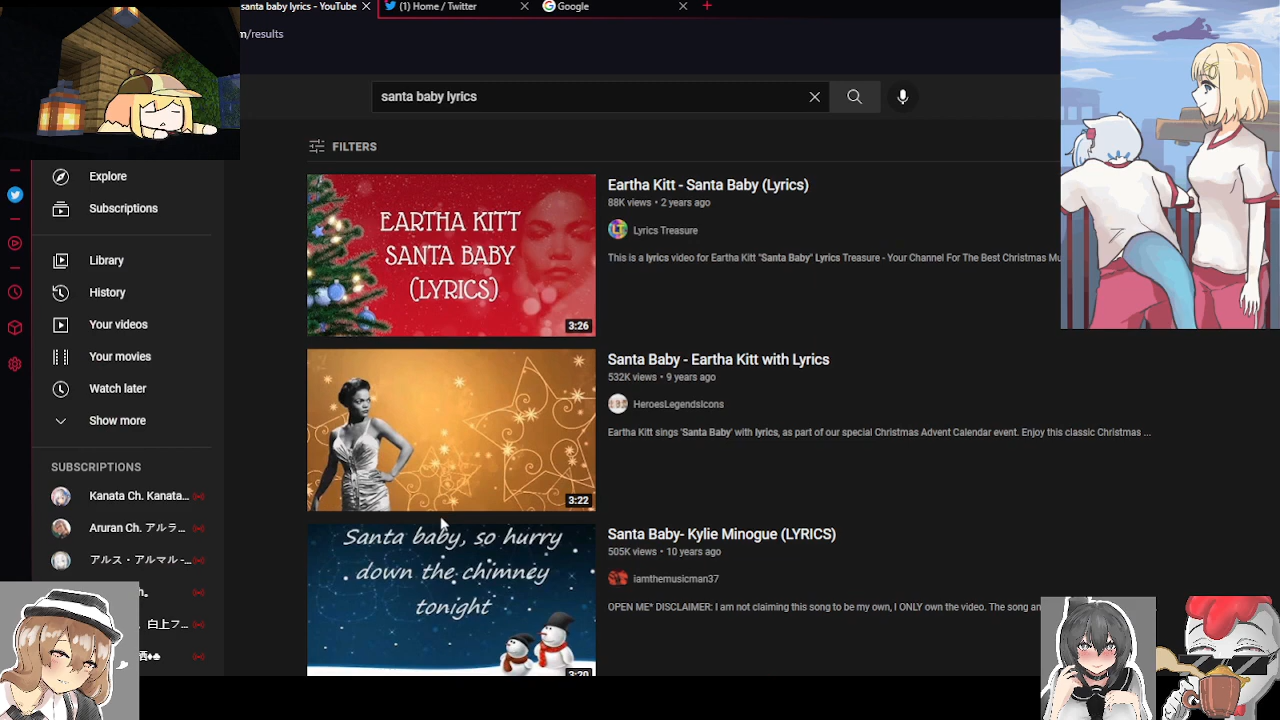 santa baby lyrics - YouTube
(1) Home / Twitter
Google
m/results
santa baby lyrics
FILTERS
Explore
Subscriptions
Library
History
Your videos
Your movies
Watch later
Show more
SUBSCRIPTIONS
Kanata Ch. Kanata...
Aruran Ch. アルラ...
アルス・アルマル -...
白上フ...
EARTHA KITT
SANTA BABY
(LYRICS)
3:26
Eartha Kitt - Santa Baby (Lyrics)
88K views • 2 years ago
Lyrics Treasure
This is a lyrics video for Eartha Kitt "Santa Baby" Lyrics Treasure - Your Channel For The Best Christmas Mu
3:22
Santa Baby - Eartha Kitt with Lyrics
532K views • 9 years ago
HeroesLegendsIcons
Eartha Kitt sings 'Santa Baby' with lyrics, as part of our special Christmas Advent Calendar event. Enjoy this classic Christmas ...
Santa baby, so hurry
down the chimney
tonight
3:20
Santa Baby- Kylie Minogue (LYRICS)
505K views • 10 years ago
iamthemusicman37
OPEN ME* DISCLAIMER: I am not claiming this song to be my own, I ONLY own the video. The song an